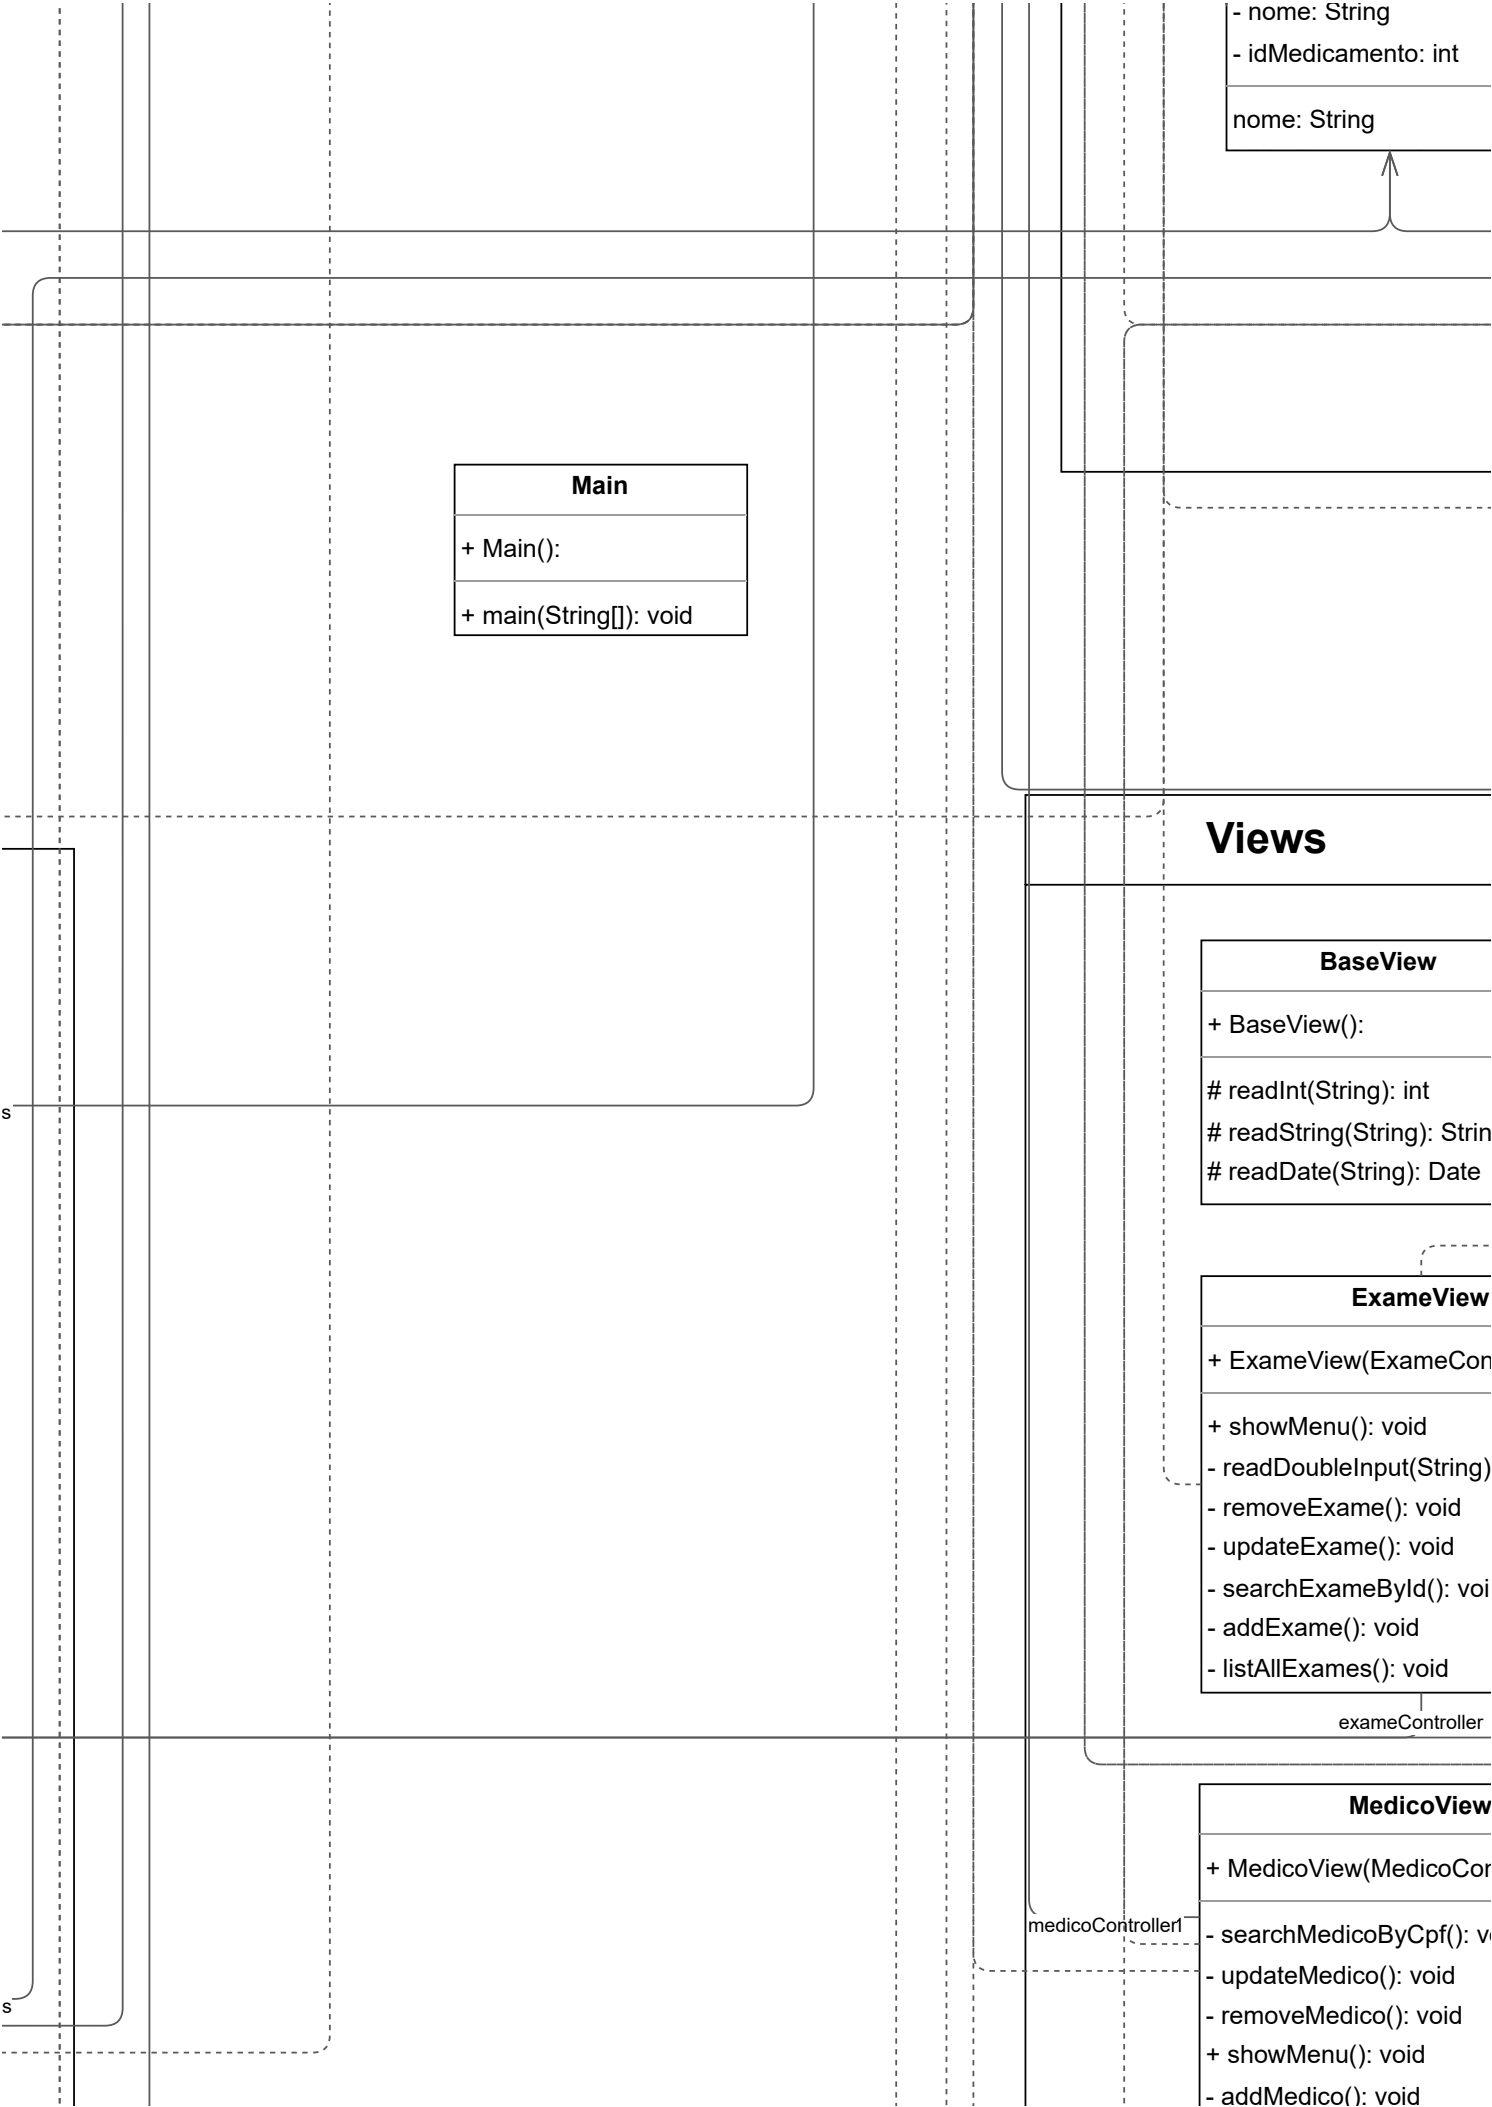 - nome: String
- idMedicamento: int
nome: String
Main
+ Main():
+ main(String[]): void
Views
BaseView
+ BaseView():
# readInt(String): int
# readString(String): Strin
# readDate(String): Date
s
ExameView
+ ExameView(ExameCon
+ showMenu(): void
- readDoubleInput(String)
- removeExame(): void
- updateExame(): void
- searchExameById(): voi
- addExame(): void
- listAllExames(): void
exameController
MedicoView
+ MedicoView(MedicoCon
medicoController1
- searchMedicoByCpf(): vo
- updateMedico(): void
s
- removeMedico(): void
+ showMenu(): void
- addMedico(): void